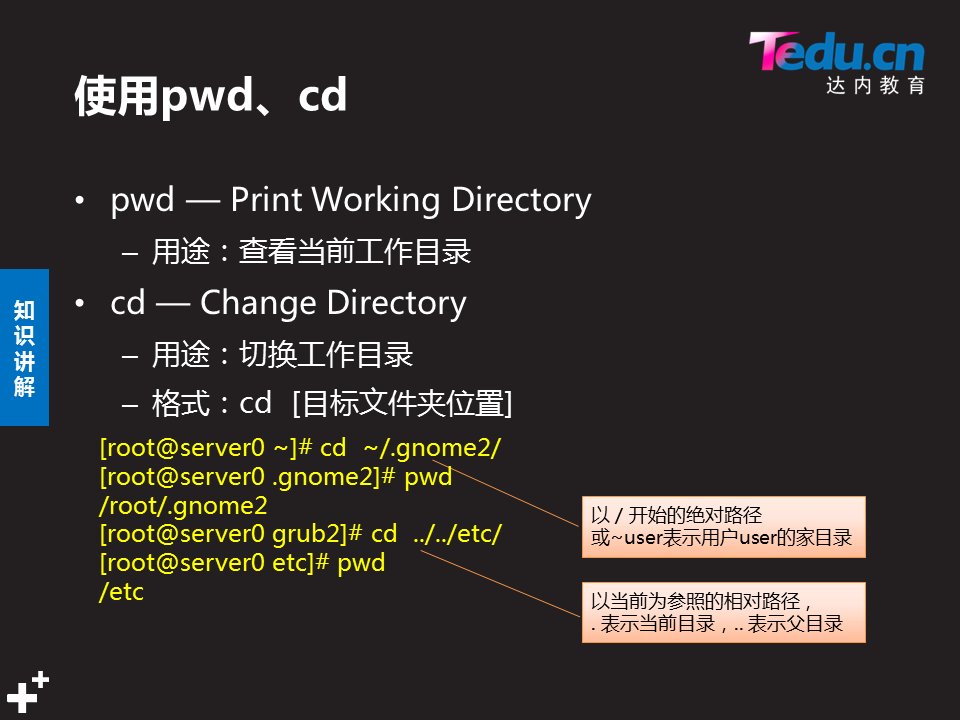 Tedu.cn
达内教育
使用pwd、cd
• pwd — Print Working Directory
– 用途：查看当前工作目录
• cd — Change Directory
– 用途：切换工作目录
– 格式：cd [目标文件夹位置]
知识讲解
[root@server0 ~]# cd ~/.gnome2/
[root@server0 .gnome2]# pwd
/root/.gnome2
[root@server0 grub2]# cd ../../etc/
[root@server0 etc]# pwd
/etc
以 / 开始的绝对路径
或~user表示用户user的家目录
以当前为参照的相对路径，
. 表示当前目录，.. 表示父目录